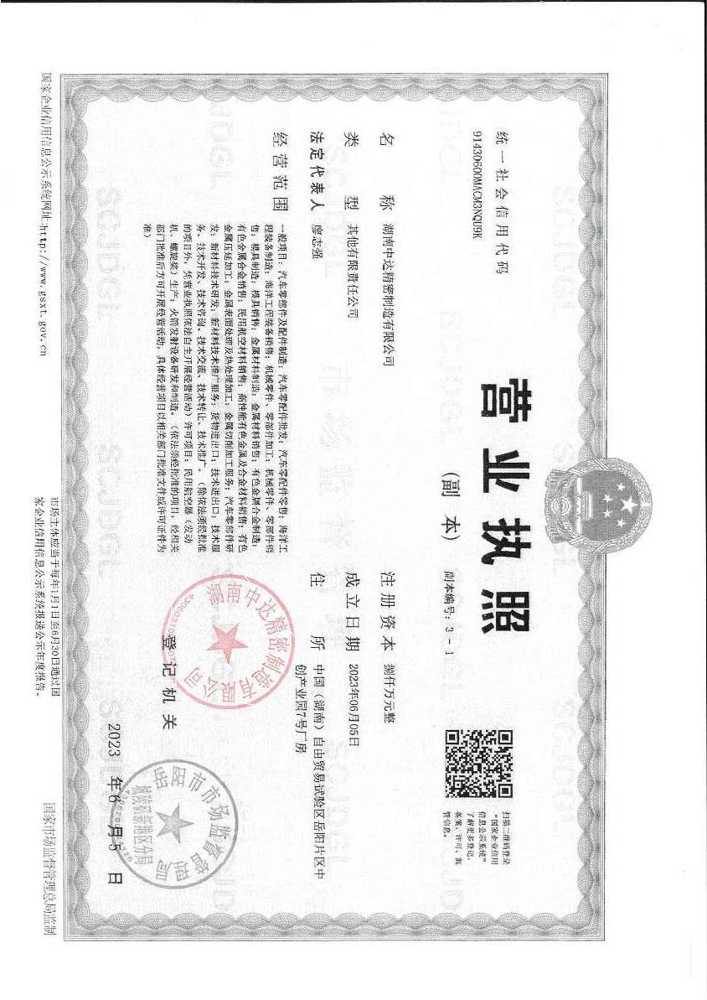 营业执照
（副 本）
副本编号：3－1
统一社会信用代码
91430600MACM3NQU9K
扫描二维码登录
“国家企业信用
信息公示系统”
了解更多登记、
备案、许可、监
管信息。
名 称 湖南中达精密制造有限公司
类 型 其他有限责任公司
法定代表人 廖志强
经营范围 一般项目：汽车零部件及配件制造；汽车零配件批发；汽车零配件零售；海洋工
程装备制造；海洋工程装备销售；机械零件、零部件加工；机械零件、零部件销
售；模具制造；模具销售；金属材料制造；金属材料销售；有色金属合金制造；
有色金属合金销售；民用航空材料销售；高性能有色金属及合金材料销售；有色
金属压延加工；金属表面处理及热处理加工；金属切削加工服务；汽车零部件研
发；新材料技术研发；新材料技术推广服务；货物进出口；技术进出口；技术服
务、技术开发、技术咨询、技术交流、技术转让、技术推广。（除依法须经批准
的项目外，凭营业执照依法自主开展经营活动）许可项目：民用航空器（发动
机、螺旋桨）生产；火箭发射设备研发和制造。（依法须经批准的项目，经相关
部门批准后方可开展经营活动，具体经营项目以相关部门批准文件或许可证件为
准）
注册资本 捌仟万元整
成立日期 2023年06月05日
住 所 中国（湖南）自由贸易试验区岳阳片区中
创产业园7号厂房
湖南中达精密制造有限公司
登记机关
岳阳市市场监督管理局
城陵矶新港区分局
2023 年6 月5 日
国家企业信用信息公示系统网址:http://www.gsxt.gov.cn
市场主体应当于每年1月1日至6月30日通过国
家企业信用信息公示系统报送公示年度报告。
国家市场监督管理总局监制